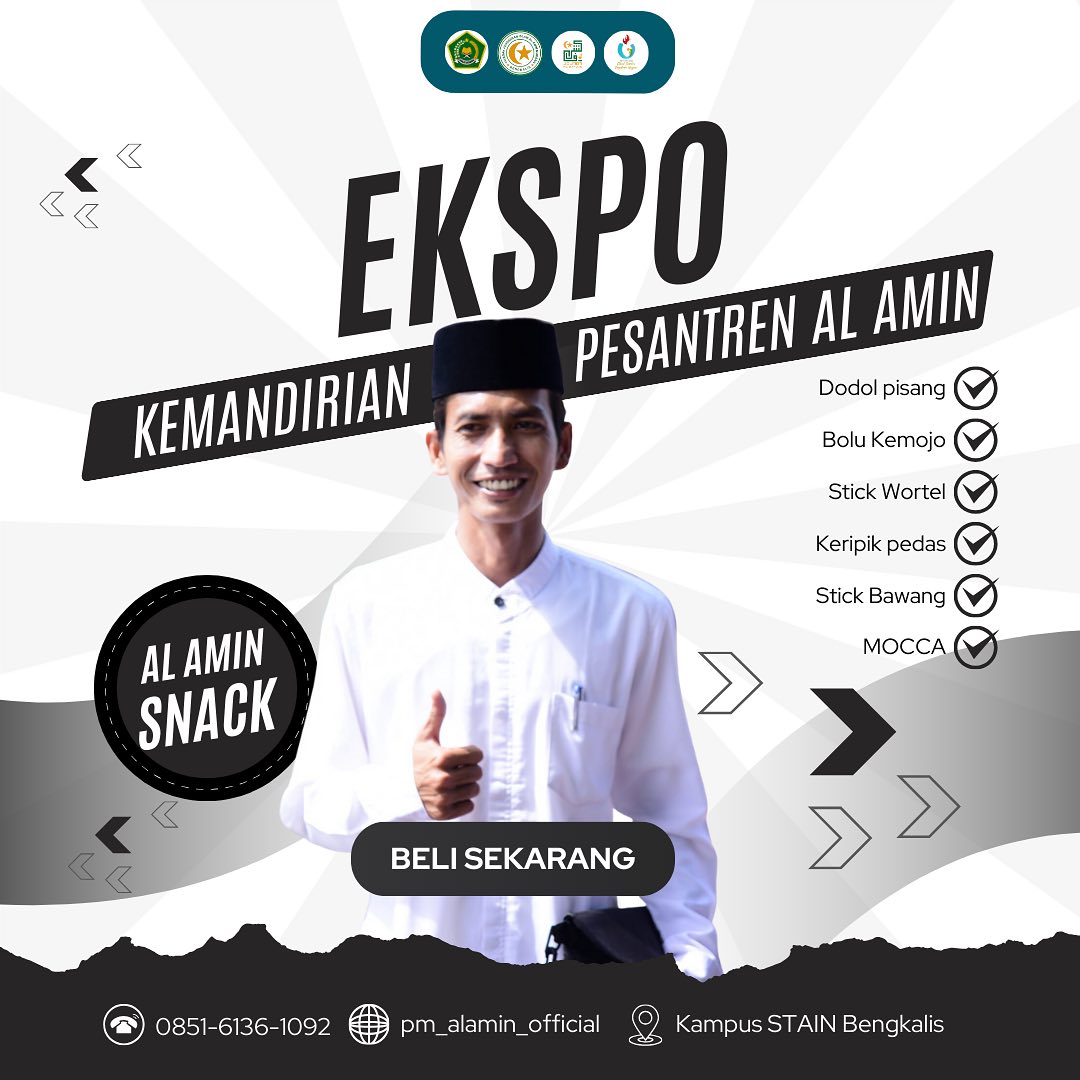 EKSPO
KEMANDIRIAN PESANTREN AL AMIN
Dodol pisang
Bolu Kemojo
Stick Wortel
Keripik pedas
Stick Bawang
MOCCA
AL AMIN
SNACK
BELI SEKARANG
0851-6136-1092
pm_alamin_official
Kampus STAIN Bengkalis